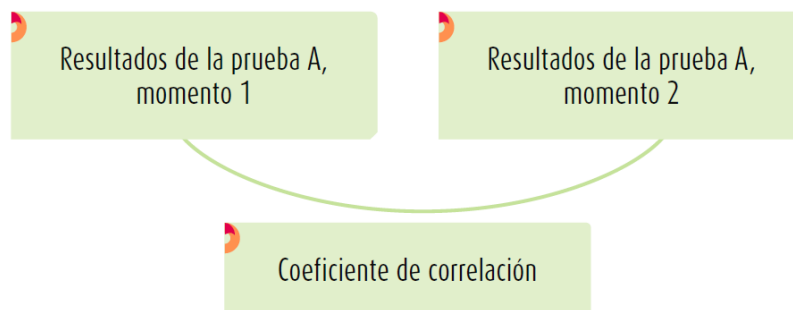 Resultados de la prueba A,
momento 1
Resultados de la prueba A,
momento 2
Coeficiente de correlación